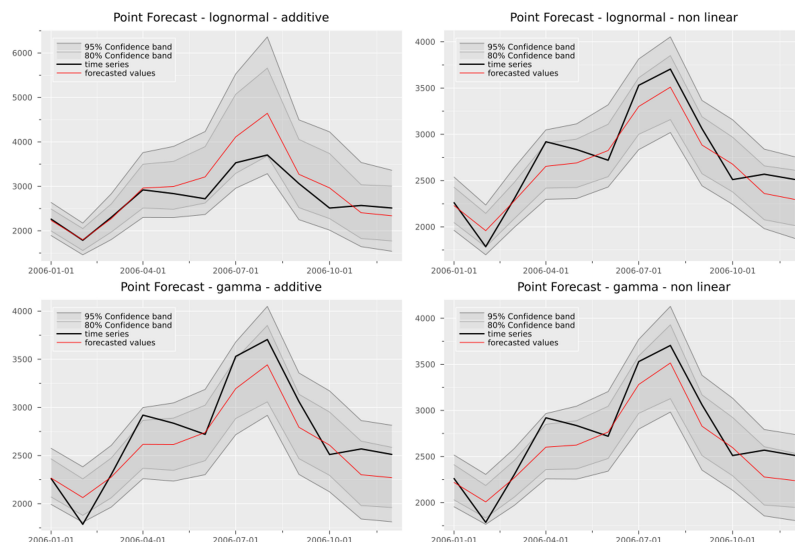 Point Forecast - lognormal - additive
95% Confidence band
80% Confidence band
time series
forecasted values
6000
5000
4000
3000
2000
2006-01-01 2006-04-01 2006-07-01 2006-10-01
Point Forecast - lognormal - non linear
95% Confidence band
80% Confidence band
time series
forecasted values
4000
3500
3000
2500
2000
2006-01-01 2006-04-01 2006-07-01 2006-10-01
Point Forecast - gamma - additive
95% Confidence band
80% Confidence band
time series
forecasted values
4000
3500
3000
2500
2000
2006-01-01 2006-04-01 2006-07-01 2006-10-01
Point Forecast - gamma - non linear
95% Confidence band
80% Confidence band
time series
forecasted values
4000
3500
3000
2500
2000
2006-01-01 2006-04-01 2006-07-01 2006-10-01